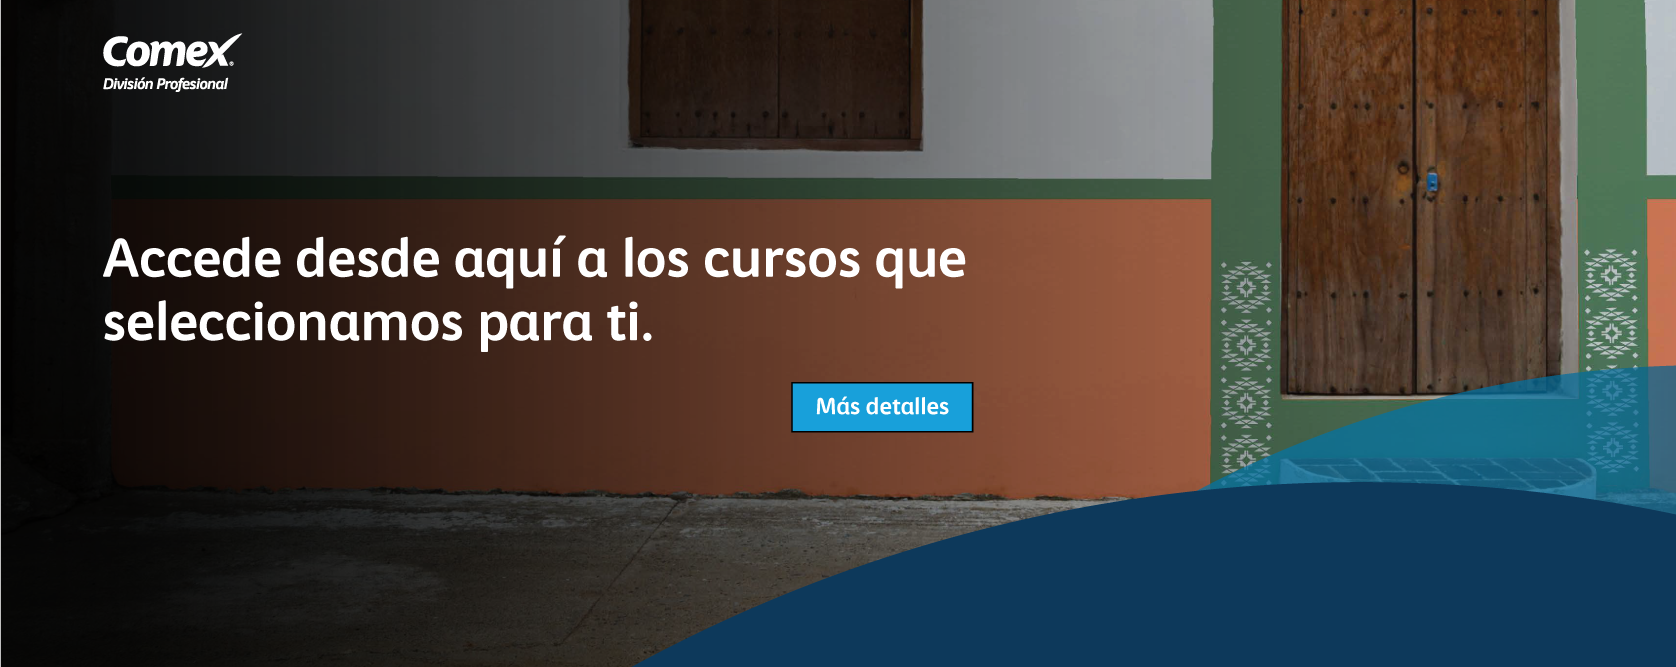 Comex®
División Profesional
Accede desde aquí a los cursos que
seleccionamos para ti.
Más detalles